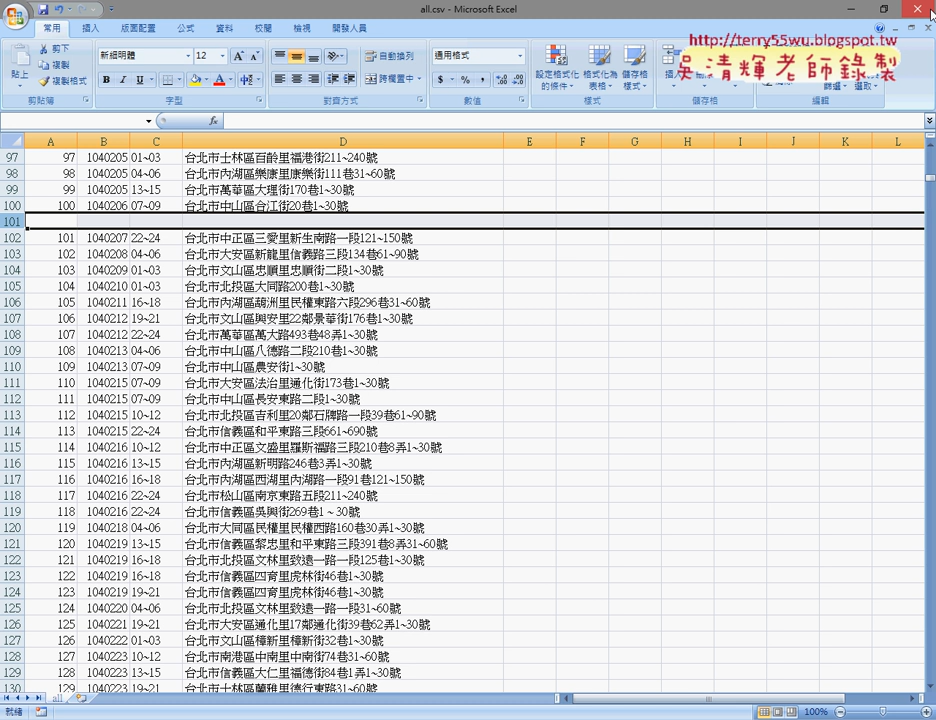 all.csv - Microsoft Excel
常用 插入 版面配置 公式 資料 校閱 檢視 開發人員
http://terry55wu.blogspot.tw
吳清輝老師錄製
貼上 剪下 複製 複製格式 剪貼簿
新細明體 12 字型
自動換列 跨欄置中 對齊方式
通用格式 數值
設定格式化的條件 格式化為表格 儲存格樣式 樣式
插入 儲存格
篩選 選取 編輯
A B C D E F G H I J K L
97 97 1040205 01~03 台北市士林區百齡里福港街211~240號
98 98 1040205 04~06 台北市內湖區樂康里康樂街111巷31~60號
99 99 1040205 13~15 台北市萬華區大理街170巷1~30號
100 100 1040206 07~09 台北市中山區合江街20巷1~30號
101
102 101 1040207 22~24 台北市中正區三愛里新生南路一段121~150號
103 102 1040208 04~06 台北市大安區新龍里信義路三段134巷61~90號
104 103 1040209 01~03 台北市文山區忠順里忠順街二段1~30號
105 104 1040210 01~03 台北市北投區大同路200巷1~30號
106 105 1040211 16~18 台北市內湖區葫洲里民權東路六段296巷31~60號
107 106 1040212 19~21 台北市文山區興安里22鄰景華街176巷1~30號
108 107 1040212 22~24 台北市萬華區萬大路493巷48弄1~30號
109 108 1040213 04~06 台北市中山區八德路二段210巷1~30號
110 109 1040213 07~09 台北市中山區農安街1~30號
111 110 1040215 07~09 台北市大安區法治里通化街173巷1~30號
112 111 1040215 07~09 台北市中山區長安東路二段1~30號
113 112 1040215 10~12 台北市北投區吉利里20鄰石牌路一段39巷61~90號
114 113 1040215 22~24 台北市信義區和平東路三段661~690號
115 114 1040216 10~12 台北市中正區文盛里羅斯福路三段210巷8弄1~30號
116 115 1040216 13~15 台北市內湖區新明路246巷3弄1~30號
117 116 1040216 16~18 台北市內湖區西湖里內湖路一段91巷121~150號
118 117 1040216 22~24 台北市松山區南京東路五段211~240號
119 118 1040216 22~24 台北市信義區吳興街269巷1~30號
120 119 1040218 04~06 台北市大同區民權里民權西路160巷30弄1~30號
121 120 1040219 13~15 台北市信義區黎忠里和平東路三段391巷8弄31~60號
122 121 1040219 16~18 台北市北投區文林里致遠一路一段125巷1~30號
123 122 1040219 16~18 台北市信義區四育里虎林街46巷1~30號
124 123 1040219 19~21 台北市信義區四育里虎林街46巷1~30號
125 124 1040220 04~06 台北市北投區文林里致遠一路一段31~60號
126 125 1040221 19~21 台北市大安區通化里17鄰通化街39巷62弄1~30號
127 126 1040222 01~03 台北市文山區樟新里樟新街32巷1~30號
128 127 1040223 10~12 台北市南港區中南里中南街74巷31~60號
129 128 1040223 13~15 台北市信義區大仁里福德街84巷1弄1~30號
130 129 1040223 19~21 台北市士林區蘭雅里德行東路31~60號
all
就緒 100%